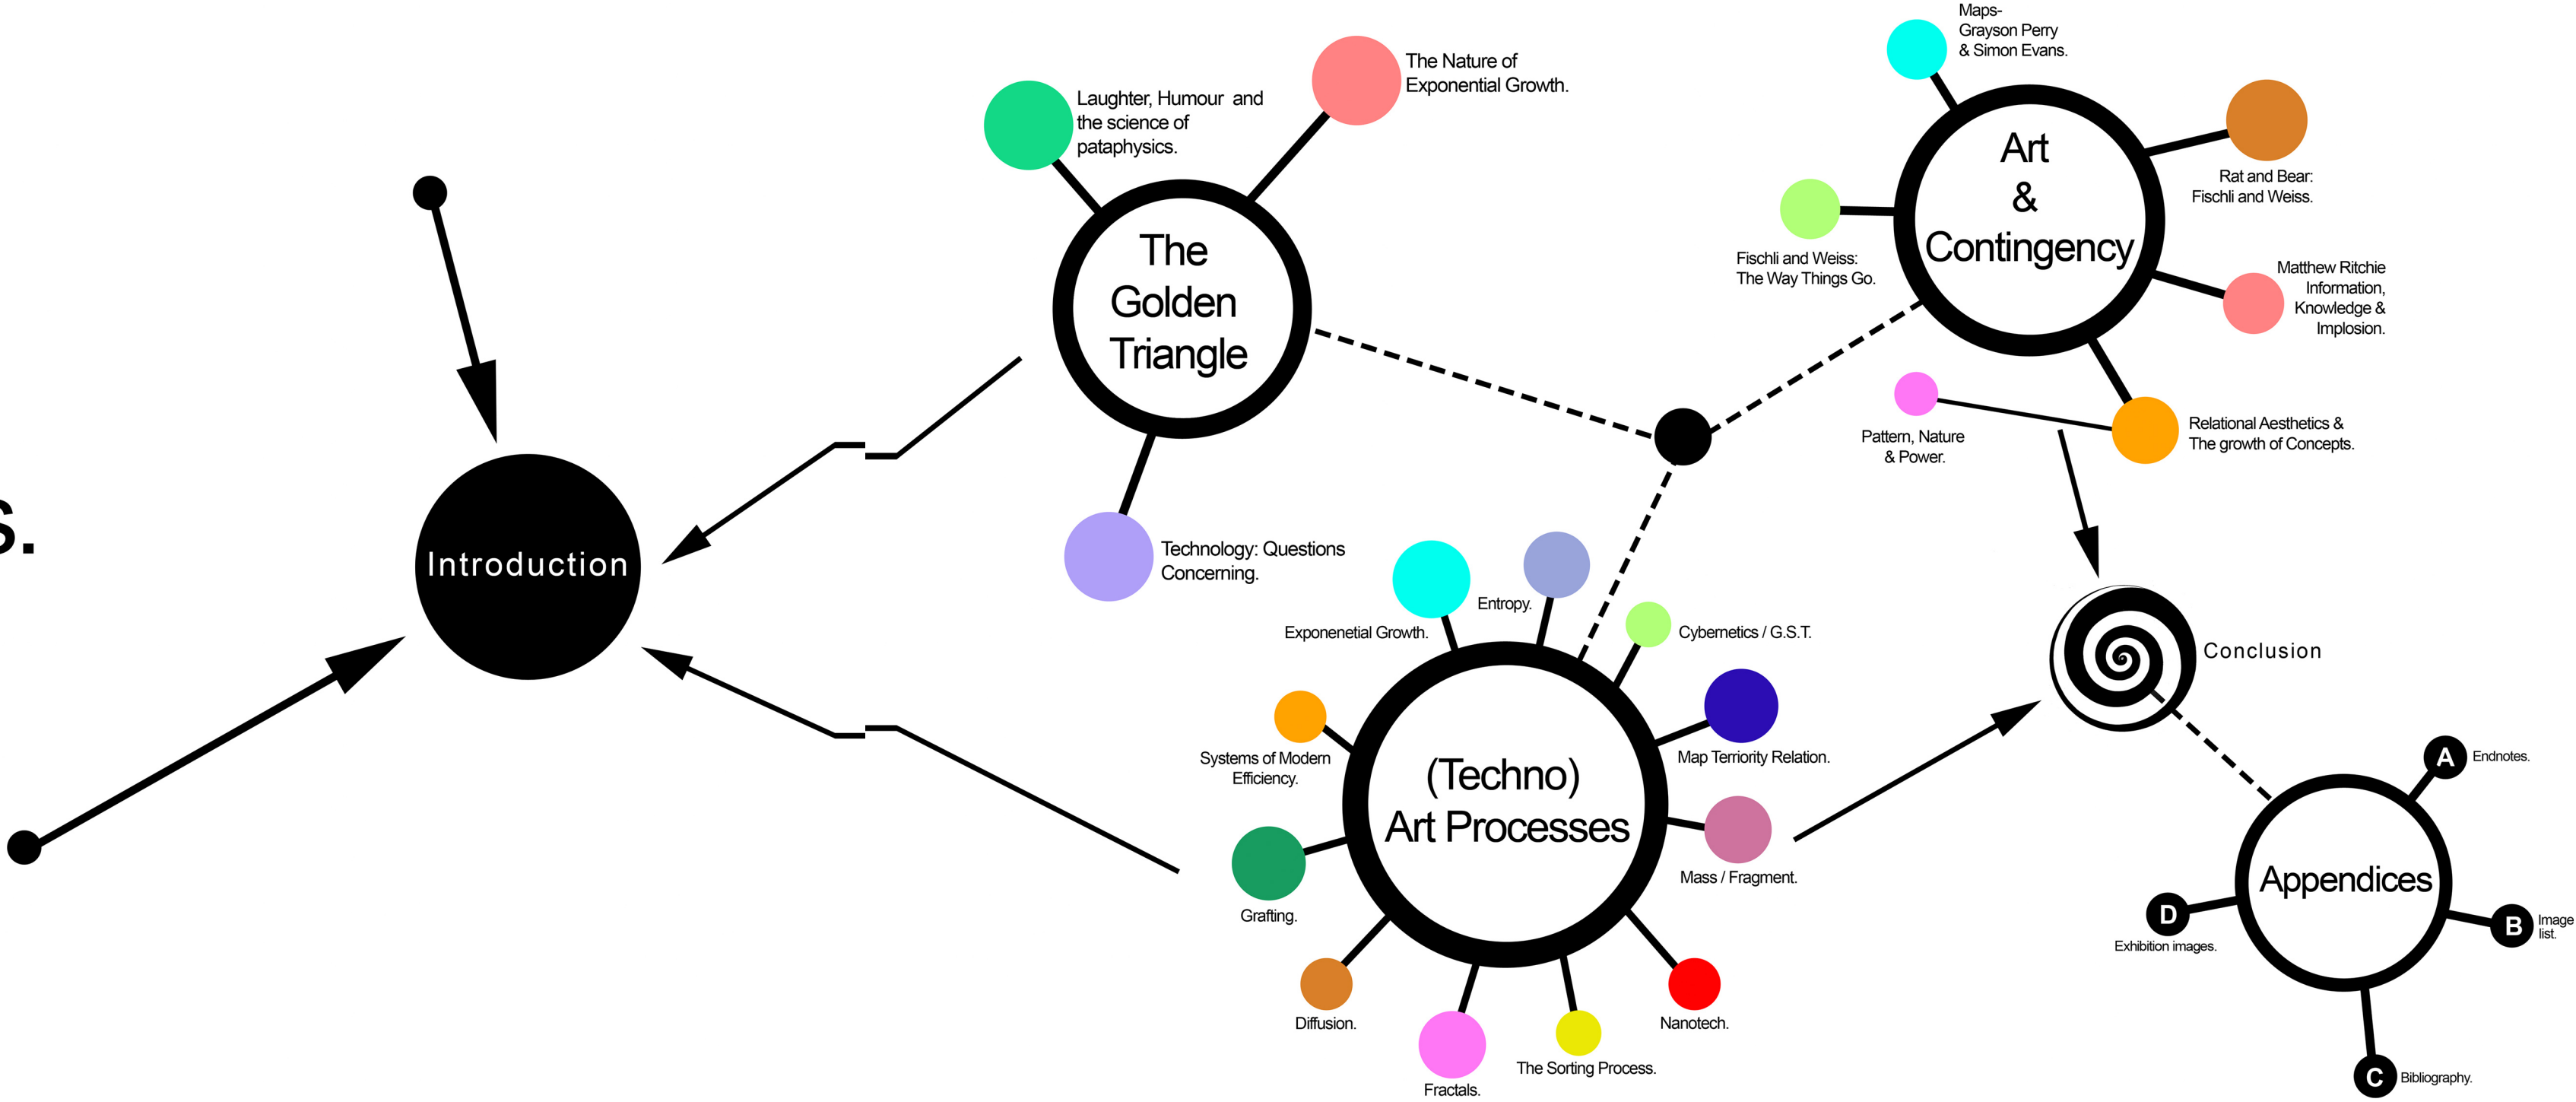 s.
Introduction
Laughter, Humour and
the science of
pataphysics.
The Nature of
Exponential Growth.
The
Golden
Triangle
Technology: Questions
Concerning.
Maps-
Grayson Perry
& Simon Evans.
Art
&
Contingency
Rat and Bear:
Fischli and Weiss.
Fischli and Weiss:
The Way Things Go.
Matthew Ritchie
Information,
Knowledge &
Implosion.
Pattern, Nature
& Power.
Relational Aesthetics &
The growth of Concepts.
Exponenetial Growth.
Entropy.
Cybernetics / G.S.T.
Systems of Modern
Efficiency.
Map Terriority Relation.
(Techno)
Art Processes
Mass / Fragment.
Grafting.
Diffusion.
Fractals.
The Sorting Process.
Nanotech.
Conclusion
A
Endnotes.
Appendices
D
Exhibition images.
B
Image
list.
C
Bibliography.